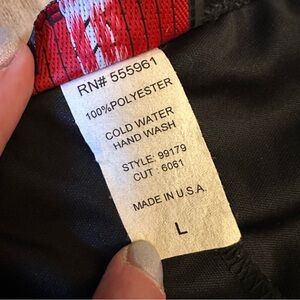 RN# 555961
100%POLYESTER
COLD WATER
HAND WASH
STYLE: 99179
CUT : 6061
MADE IN U.S.A.
L